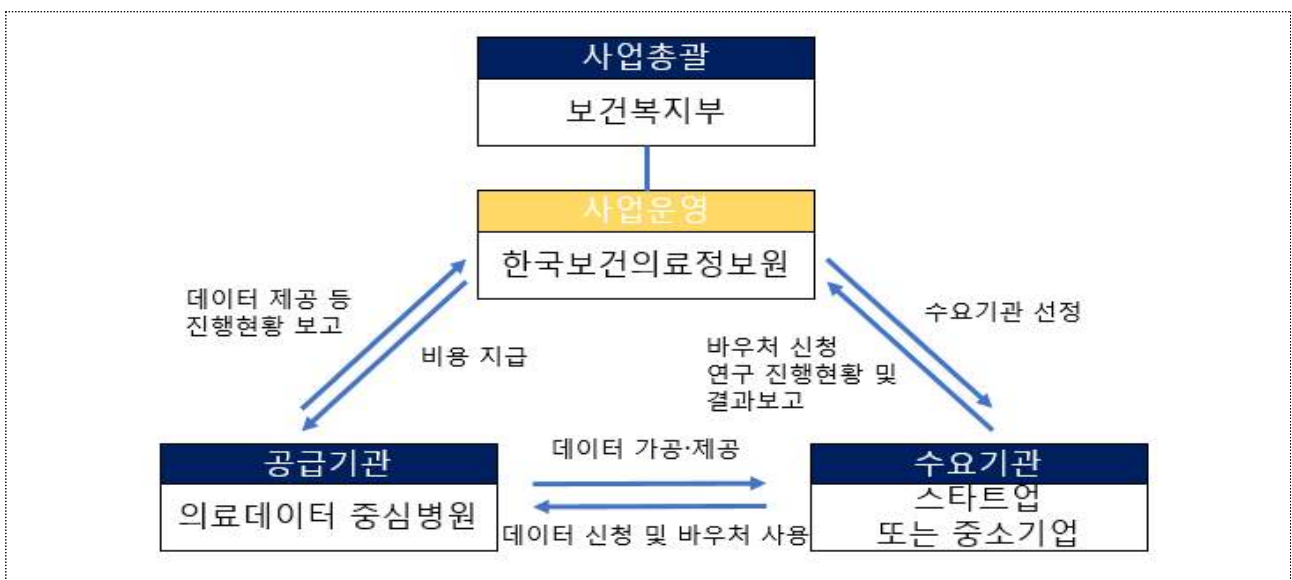 사업총괄
보건복지부
사업운영
한국보건의료정보원
데이터 제공 등
진행현황 보고
비용 지급
수요기관 선정
바우처 신청
연구 진행현황 및
결과보고
공급기관
의료데이터 중심병원
데이터 가공·제공
데이터 신청 및 바우처 사용
수요기관
스타트업
또는 중소기업